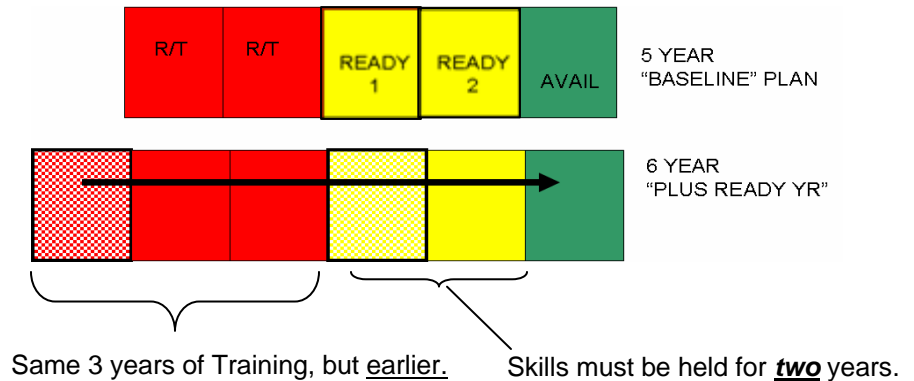 R/T R/T READY 1 READY 2 AVAIL
5 YEAR
"BASELINE" PLAN
6 YEAR
"PLUS READY YR"
Same 3 years of Training, but earlier.
Skills must be held for two years.